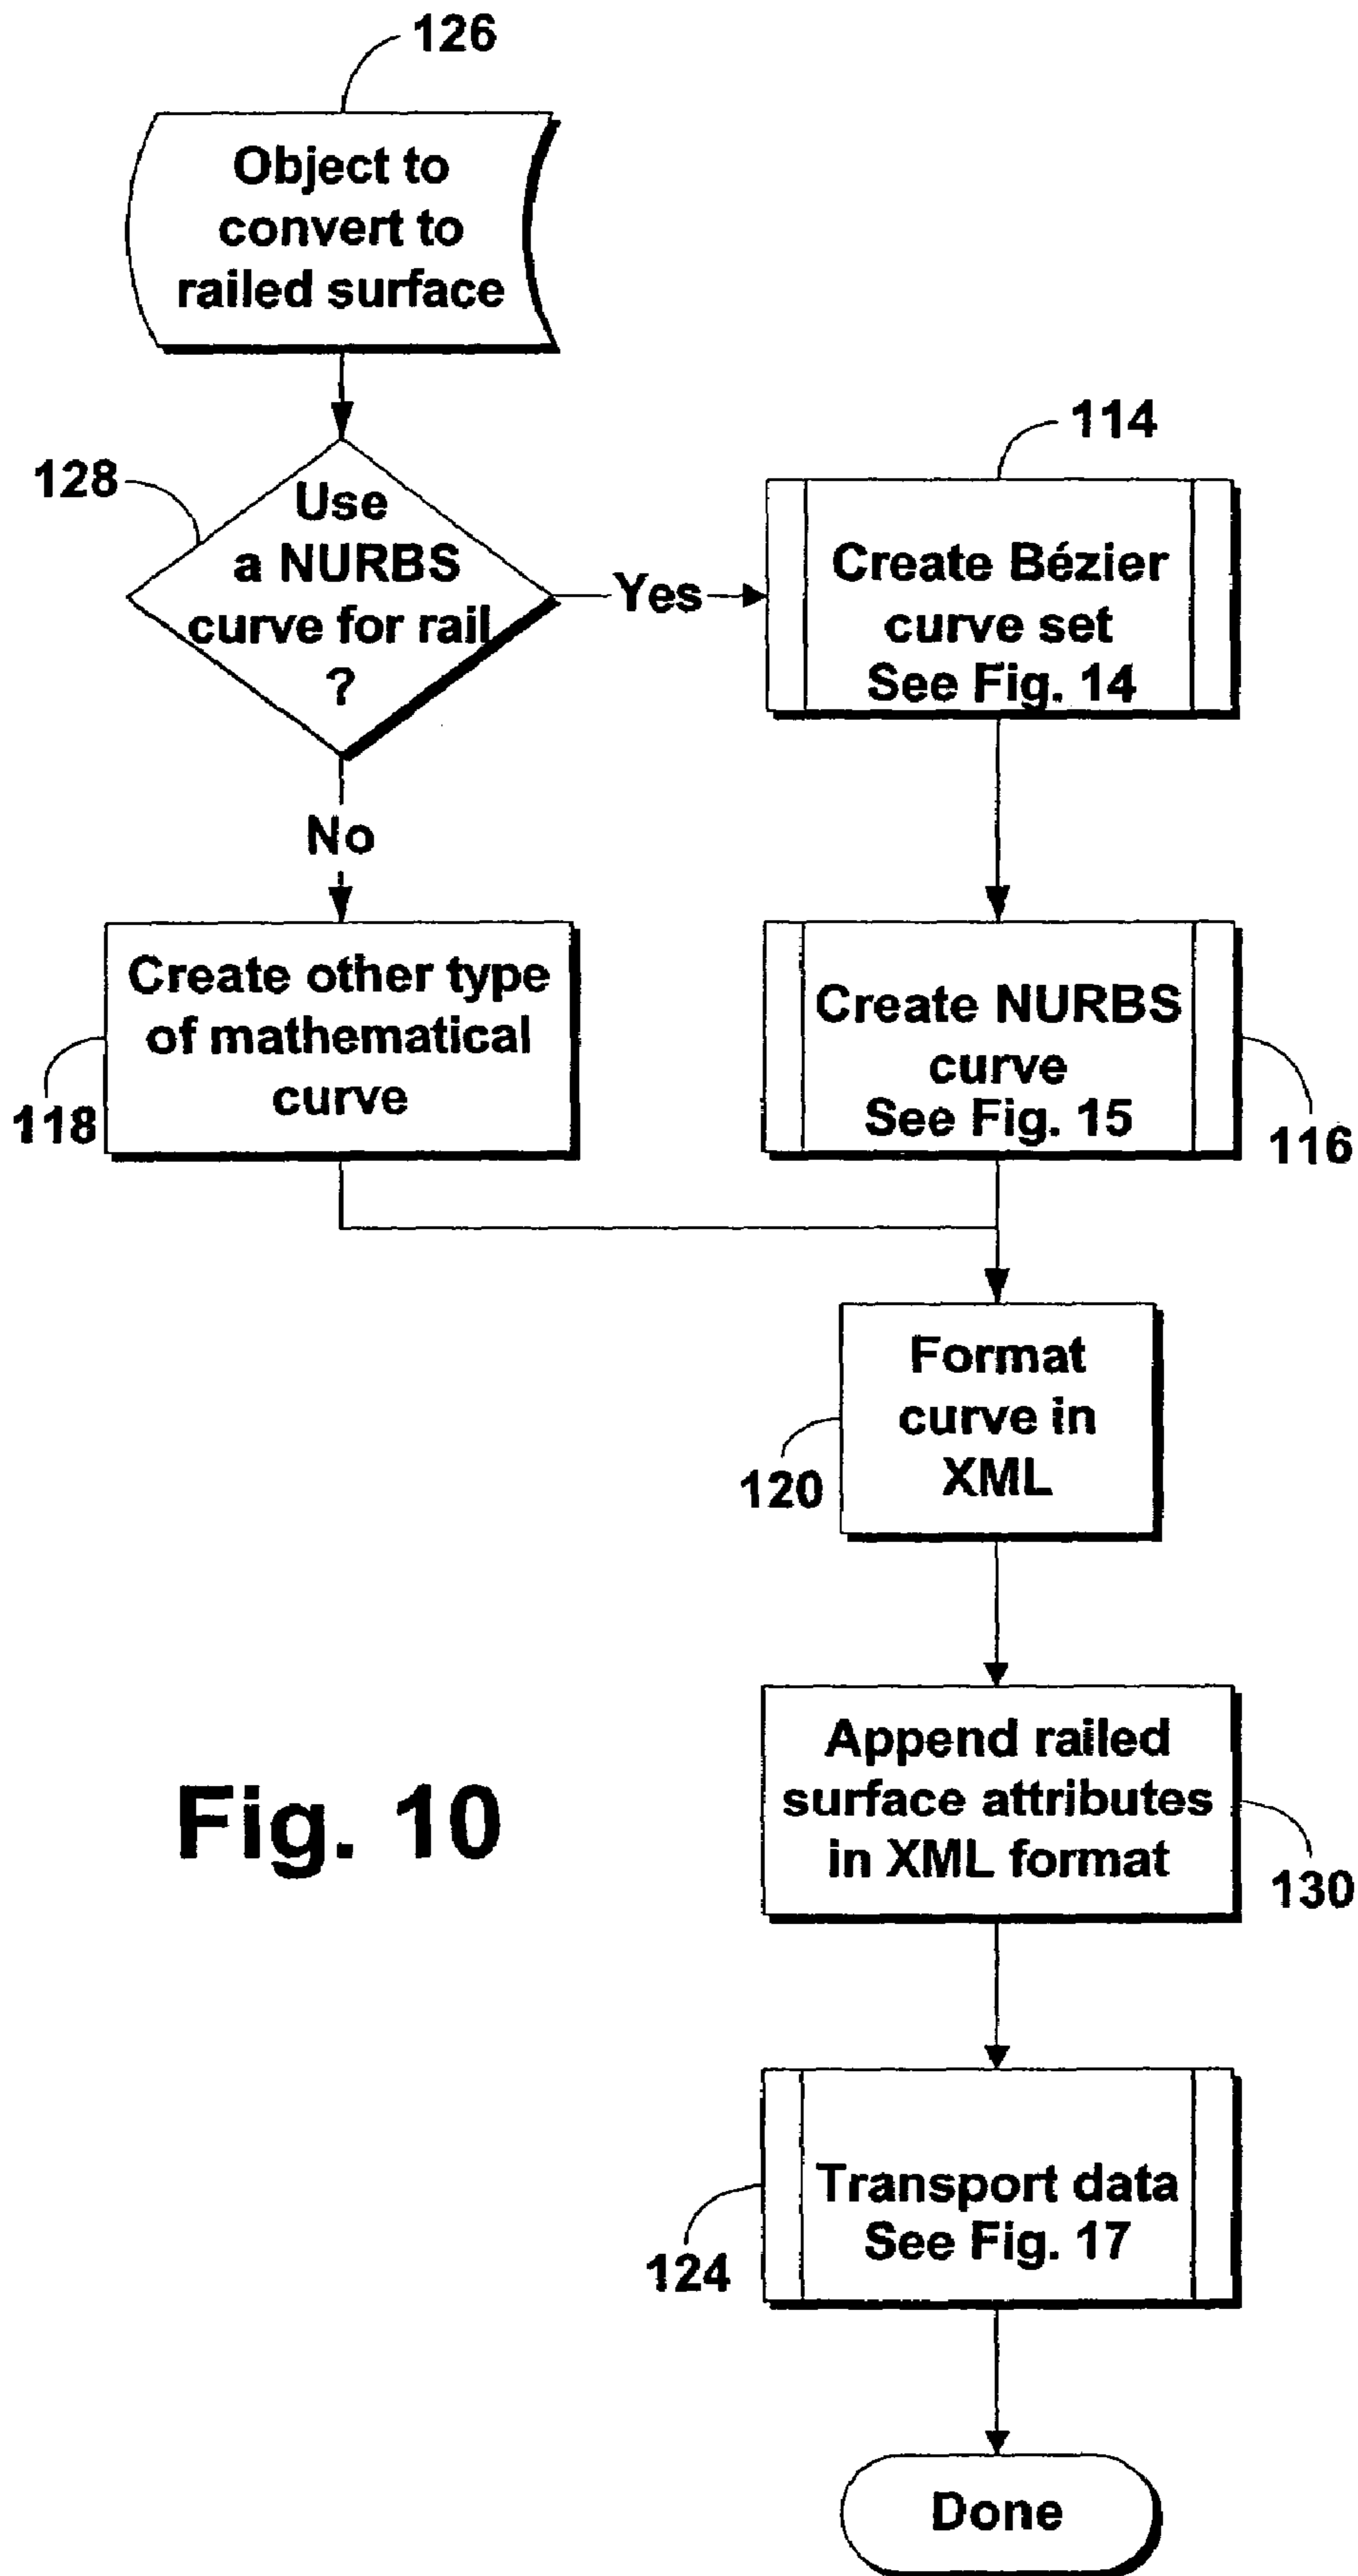 126
Object to
convert to
railed surface
128
Use
a NURBS
curve for rail
?
Yes
114
Create Bézier
curve set
See Fig. 14
No
118
Create other type
of mathematical
curve
Create NURBS
curve
See Fig. 15
116
Format
curve in
XML
120
Append railed
surface attributes
in XML format
130
Fig. 10
Transport data
See Fig. 17
124
Done